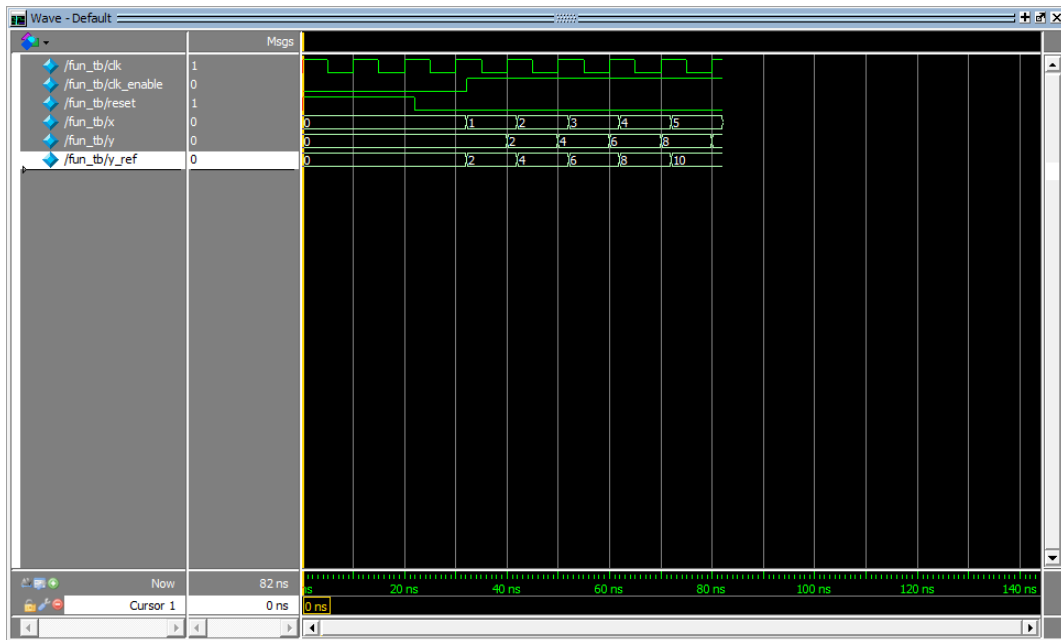 Wave - Default
Msgs
/fun_tb/clk 1
/fun_tb/clk_enable 0
/fun_tb/reset 1
/fun_tb/x 0 0 1 2 3 4 5
/fun_tb/y 0 0 2 4 6 8
/fun_tb/y_ref 0 0 2 4 6 8 10
Now 82 ns ns 20 ns 40 ns 60 ns 80 ns 100 ns 120 ns 140 ns
Cursor 1 0 ns 0 ns